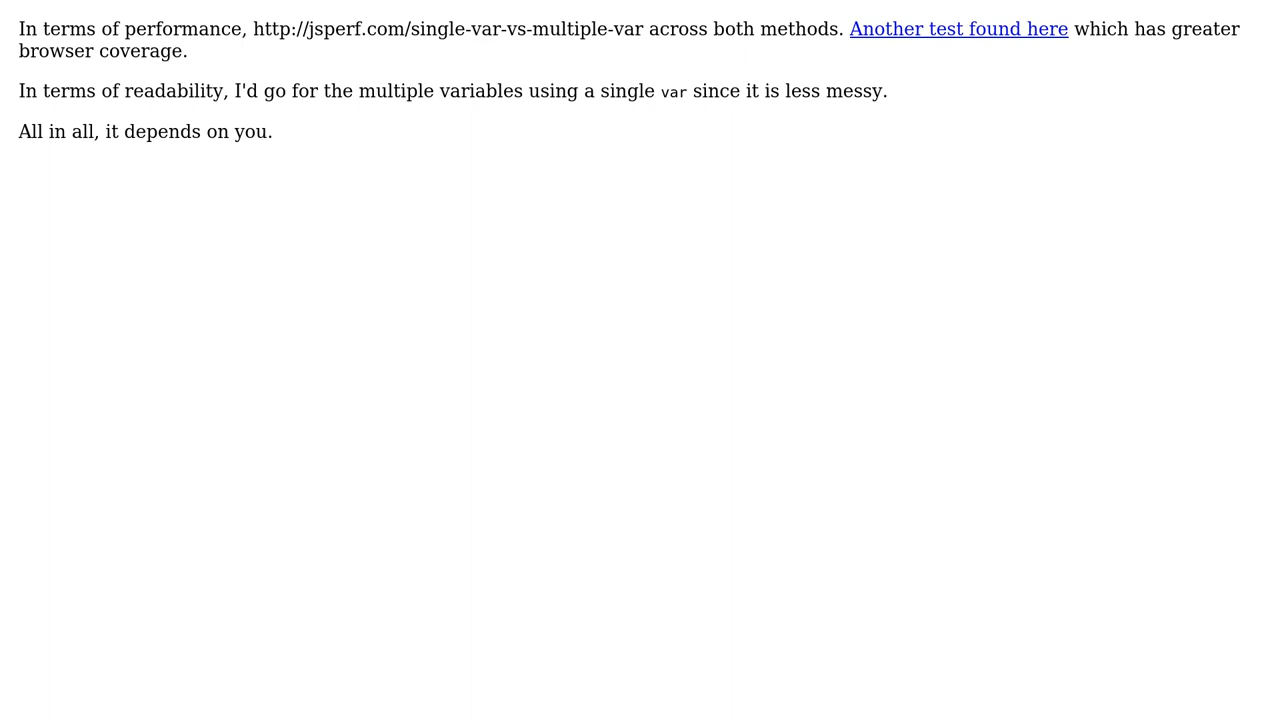 In terms of performance, http://jsperf.com/single-var-vs-multiple-var across both methods. Another test found here which has greater
browser coverage.
In terms of readability, I'd go for the multiple variables using a single var since it is less messy.
All in all, it depends on you.